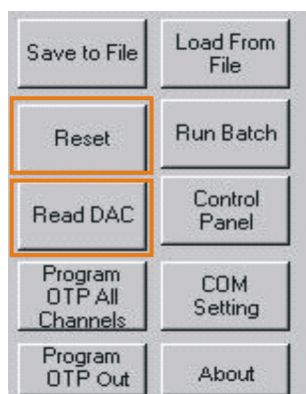 Save to File
Load From
File
Reset
Run Batch
Read DAC
Control
Panel
Program
OTP All
Channels
COM
Setting
Program
OTP Out
About